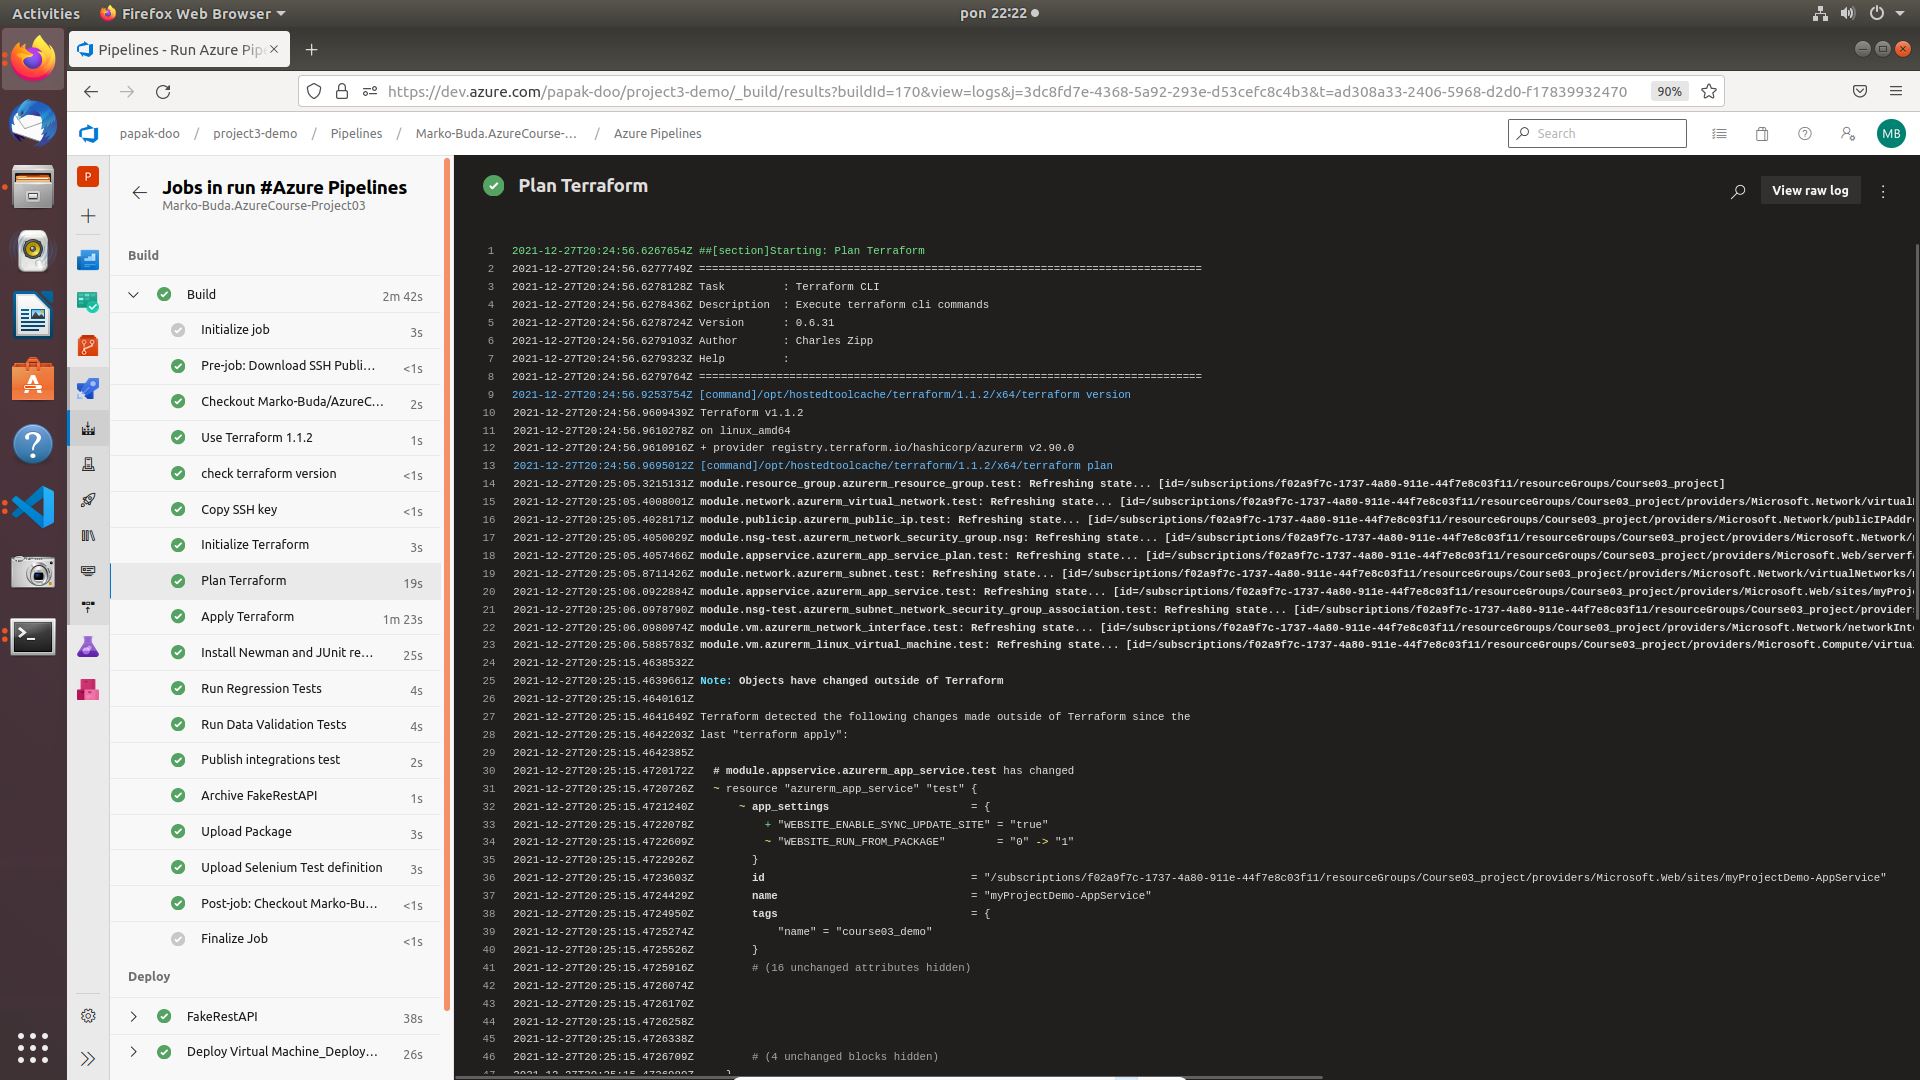 Activities
Firefox Web Browser
pon 22:22
Pipelines - Run Azure Pip
https://dev.azure.com/papak-doo/project3-demo/_build/results?buildId=170&view=logs&j=3dc8fd7e-4368-5a92-293e-d53cefc8c4b3&t=ad308a33-2406-5968-d2d0-f17839932470
90%
papak-doo / project3-demo / Pipelines / Marko-Buda.AzureCourse-... / Azure Pipelines
Search
MB
P
Jobs in run #Azure Pipelines
Marko-Buda.AzureCourse-Project03
Build
Build 2m 42s
Initialize job 3s
Pre-job: Download SSH Publi... <1s
Checkout Marko-Buda/AzureC... 2s
Use Terraform 1.1.2 1s
check terraform version <1s
Copy SSH key <1s
Initialize Terraform 3s
Plan Terraform 19s
Apply Terraform 1m 23s
Install Newman and JUnit re... 25s
Run Regression Tests 4s
Run Data Validation Tests 4s
Publish integrations test 2s
Archive FakeRestAPI 1s
Upload Package 3s
Upload Selenium Test definition 3s
Post-job: Checkout Marko-Bu... <1s
Finalize Job <1s
Deploy
FakeRestAPI 38s
Deploy Virtual Machine_Deploy... 26s
Plan Terraform
View raw log
1 2021-12-27T20:24:56.6267654Z ##[section]Starting: Plan Terraform
2 2021-12-27T20:24:56.6277749Z ==============================================================================
3 2021-12-27T20:24:56.6278128Z Task         : Terraform CLI
4 2021-12-27T20:24:56.6278436Z Description  : Execute terraform cli commands
5 2021-12-27T20:24:56.6278724Z Version      : 0.6.31
6 2021-12-27T20:24:56.6279103Z Author       : Charles Zipp
7 2021-12-27T20:24:56.6279323Z Help         :
8 2021-12-27T20:24:56.6279764Z ==============================================================================
9 2021-12-27T20:24:56.9253754Z [command]/opt/hostedtoolcache/terraform/1.1.2/x64/terraform version
10 2021-12-27T20:24:56.9609439Z Terraform v1.1.2
11 2021-12-27T20:24:56.9610278Z on linux_amd64
12 2021-12-27T20:24:56.9610916Z + provider registry.terraform.io/hashicorp/azurerm v2.90.0
13 2021-12-27T20:24:56.9695012Z [command]/opt/hostedtoolcache/terraform/1.1.2/x64/terraform plan
14 2021-12-27T20:25:05.3215131Z module.resource_group.azurerm_resource_group.test: Refreshing state... [id=/subscriptions/f02a9f7c-1737-4a80-911e-44f7e8c03f11/resourceGroups/Course03_project]
15 2021-12-27T20:25:05.4008001Z module.network.azurerm_virtual_network.test: Refreshing state... [id=/subscriptions/f02a9f7c-1737-4a80-911e-44f7e8c03f11/resourceGroups/Course03_project/providers/Microsoft.Network/virtual
16 2021-12-27T20:25:05.4028171Z module.publicip.azurerm_public_ip.test: Refreshing state... [id=/subscriptions/f02a9f7c-1737-4a80-911e-44f7e8c03f11/resourceGroups/Course03_project/providers/Microsoft.Network/publicIPAddr
17 2021-12-27T20:25:05.4050029Z module.nsg-test.azurerm_network_security_group.nsg: Refreshing state... [id=/subscriptions/f02a9f7c-1737-4a80-911e-44f7e8c03f11/resourceGroups/Course03_project/providers/Microsoft.Network/
18 2021-12-27T20:25:05.4057466Z module.appservice.azurerm_app_service_plan.test: Refreshing state... [id=/subscriptions/f02a9f7c-1737-4a80-911e-44f7e8c03f11/resourceGroups/Course03_project/providers/Microsoft.Web/serverf
19 2021-12-27T20:25:05.8711426Z module.network.azurerm_subnet.test: Refreshing state... [id=/subscriptions/f02a9f7c-1737-4a80-911e-44f7e8c03f11/resourceGroups/Course03_project/providers/Microsoft.Network/virtualNetworks/
20 2021-12-27T20:25:06.0922884Z module.appservice.azurerm_app_service.test: Refreshing state... [id=/subscriptions/f02a9f7c-1737-4a80-911e-44f7e8c03f11/resourceGroups/Course03_project/providers/Microsoft.Web/sites/myProj
21 2021-12-27T20:25:06.0978790Z module.nsg-test.azurerm_subnet_network_security_group_association.test: Refreshing state... [id=/subscriptions/f02a9f7c-1737-4a80-911e-44f7e8c03f11/resourceGroups/Course03_project/provider
22 2021-12-27T20:25:06.0980974Z module.vm.azurerm_network_interface.test: Refreshing state... [id=/subscriptions/f02a9f7c-1737-4a80-911e-44f7e8c03f11/resourceGroups/Course03_project/providers/Microsoft.Network/networkInt
23 2021-12-27T20:25:06.5885783Z module.vm.azurerm_linux_virtual_machine.test: Refreshing state... [id=/subscriptions/f02a9f7c-1737-4a80-911e-44f7e8c03f11/resourceGroups/Course03_project/providers/Microsoft.Compute/virtua
24 2021-12-27T20:25:15.4638532Z
25 2021-12-27T20:25:15.4639661Z Note: Objects have changed outside of Terraform
26 2021-12-27T20:25:15.4640161Z
27 2021-12-27T20:25:15.4641649Z Terraform detected the following changes made outside of Terraform since the
28 2021-12-27T20:25:15.4642203Z last "terraform apply":
29 2021-12-27T20:25:15.4642385Z
30 2021-12-27T20:25:15.4720172Z   # module.appservice.azurerm_app_service.test has changed
31 2021-12-27T20:25:15.4720726Z   ~ resource "azurerm_app_service" "test" {
32 2021-12-27T20:25:15.4721240Z       ~ app_settings                      = {
33 2021-12-27T20:25:15.4722078Z           + "WEBSITE_ENABLE_SYNC_UPDATE_SITE" = "true"
34 2021-12-27T20:25:15.4722609Z           ~ "WEBSITE_RUN_FROM_PACKAGE"        = "0" -> "1"
35 2021-12-27T20:25:15.4722926Z         }
36 2021-12-27T20:25:15.4723603Z         id                                = "/subscriptions/f02a9f7c-1737-4a80-911e-44f7e8c03f11/resourceGroups/Course03_project/providers/Microsoft.Web/sites/myProjectDemo-AppService"
37 2021-12-27T20:25:15.4724429Z         name                              = "myProjectDemo-AppService"
38 2021-12-27T20:25:15.4724950Z         tags                              = {
39 2021-12-27T20:25:15.4725274Z             "name" = "course03_demo"
40 2021-12-27T20:25:15.4725526Z         }
41 2021-12-27T20:25:15.4725916Z         # (16 unchanged attributes hidden)
42 2021-12-27T20:25:15.4726074Z
43 2021-12-27T20:25:15.4726170Z
44 2021-12-27T20:25:15.4726258Z
45 2021-12-27T20:25:15.4726338Z
46 2021-12-27T20:25:15.4726709Z         # (4 unchanged blocks hidden)